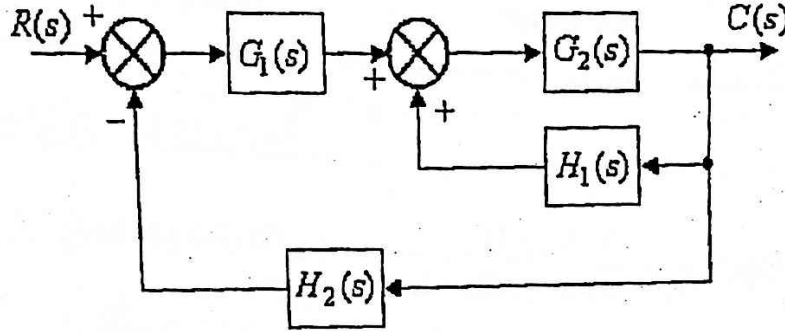 R(s)
+
G₁(s)
+
+
G₂(s)
C(s)
−
H₁(s)
H₂(s)